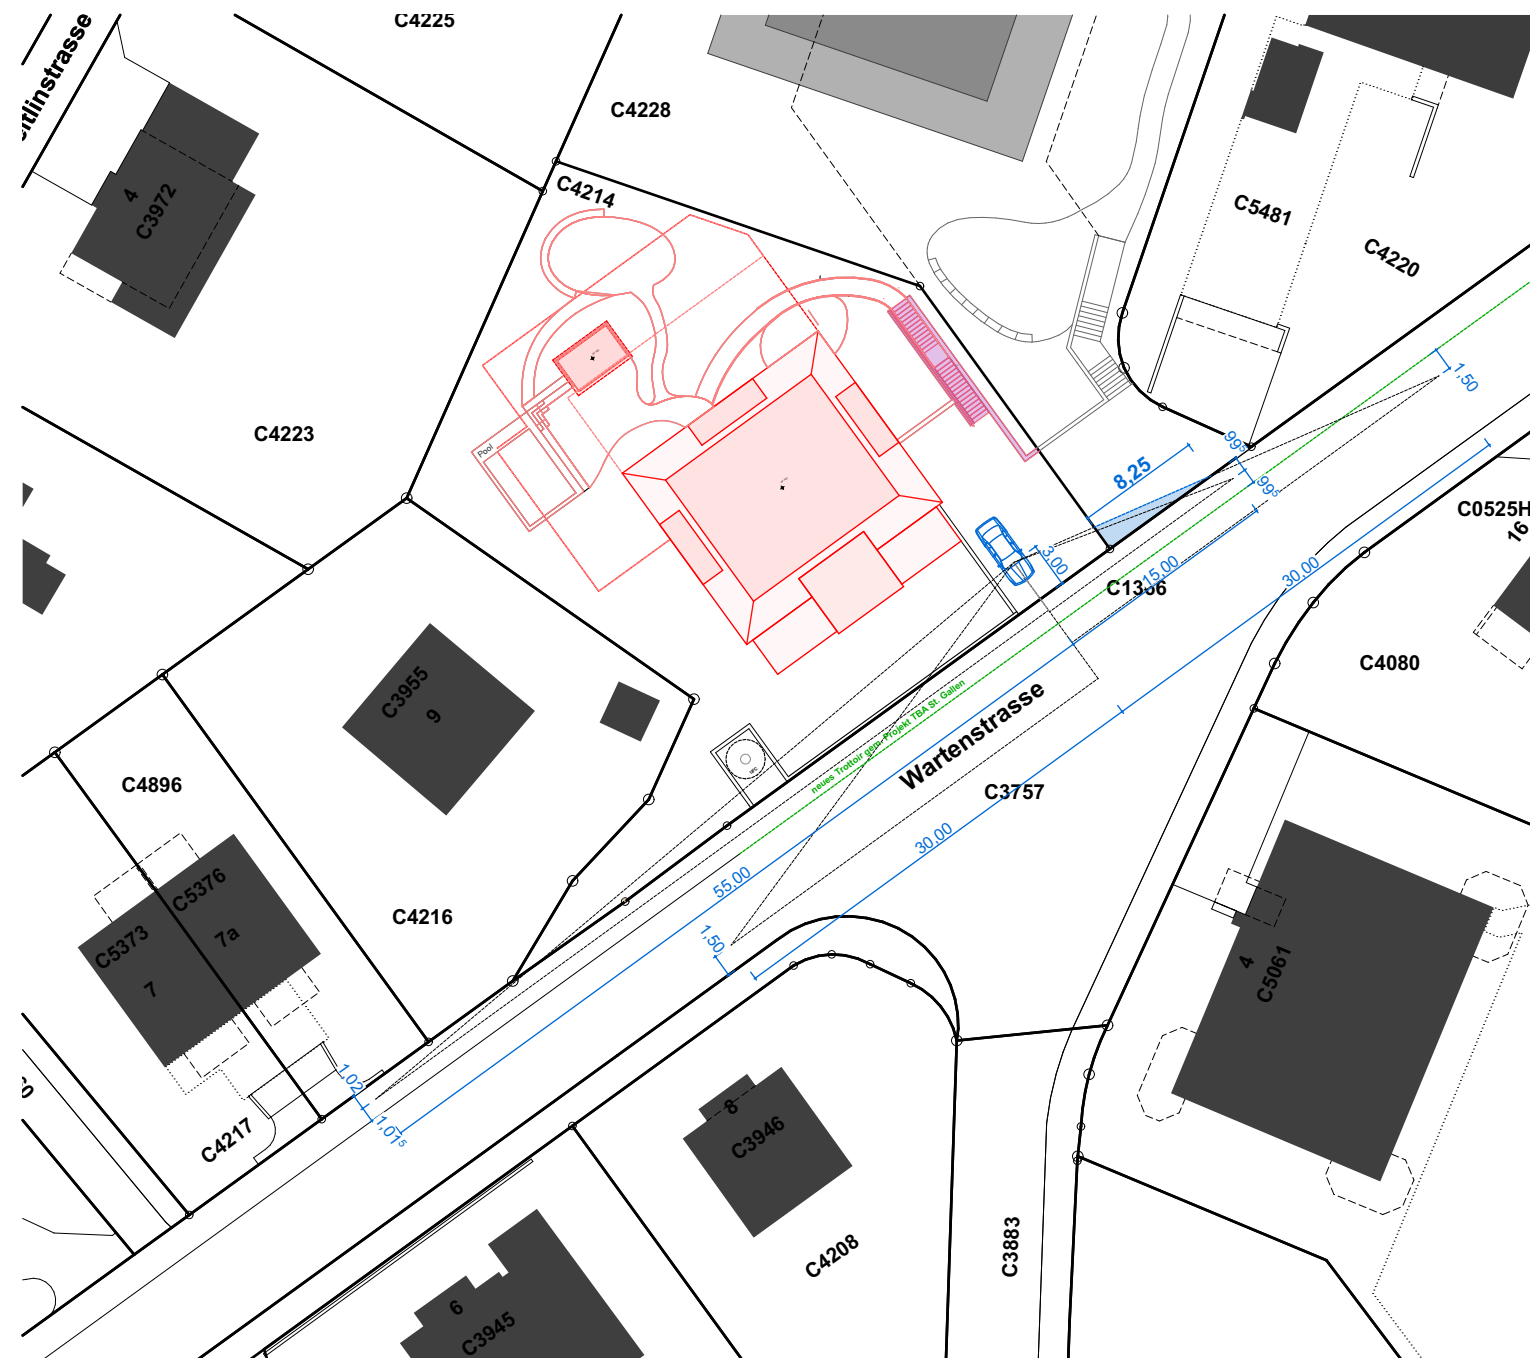 C4225
C4228
4
C3972
C4214
C5481
C4220
1,50
C4223
Pool
99⁵
8,25
99⁵
C0525H
16
3,00
15,00
C1366
30,00
C3955
9
C4080
neues Trottoir gem. Projekt TBA St. Gallen
Wartenstrasse
C4896
C3757
30,00
55,00
C5376
7a
C5373
7
C4216
1,50
4
C5061
1,02
1,01⁵
C4217
8
C3946
C4208
C3883
6
C3945